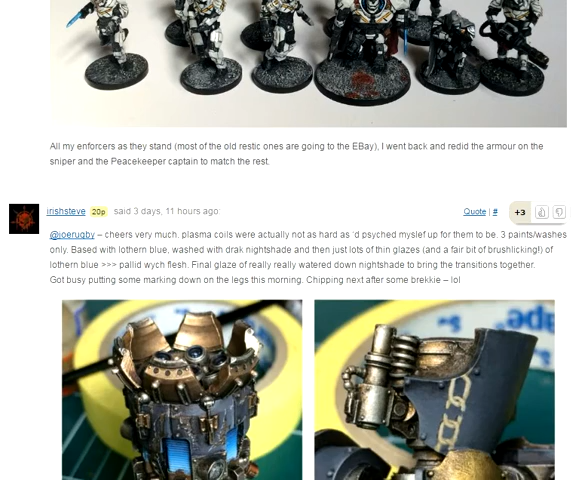 All my enforcers as they stand (most of the old restic ones are going to the EBay), I went back and redid the armour on the
sniper and the Peacekeeper captain to match the rest.
irishsteve 20p said 3 days, 11 hours ago: Quote | # +3
@joerugby – cheers very much. plasma coils were actually not as hard as 'd psyched myslef up for them to be. 3 paints/washes
only. Based with lothern blue, washed with drak nightshade and then just lots of thin glazes (and a fair bit of brushlicking!) of
lothern blue >>> pallid wych flesh. Final glaze of really really watered down nightshade to bring the transitions together.
Got busy putting some marking down on the legs this morning. Chipping next after some brekkie – lol